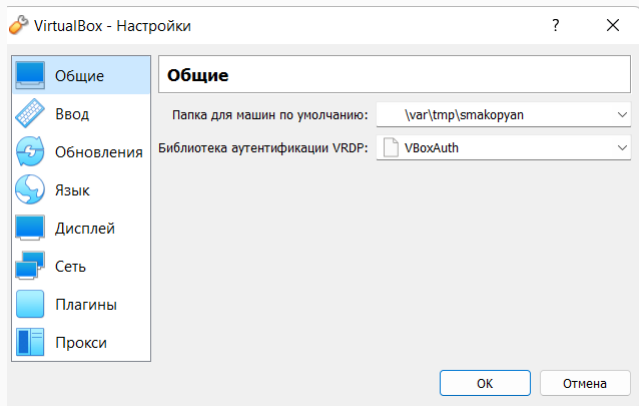 VirtualBox - Настройки ? ×
Общие
Ввод
Обновления
Язык
Дисплей
Сеть
Плагины
Прокси
Общие
Папка для машин по умолчанию: \var\tmp\smakopyan
Библиотека аутентификации VRDP: VBoxAuth
OK Отмена